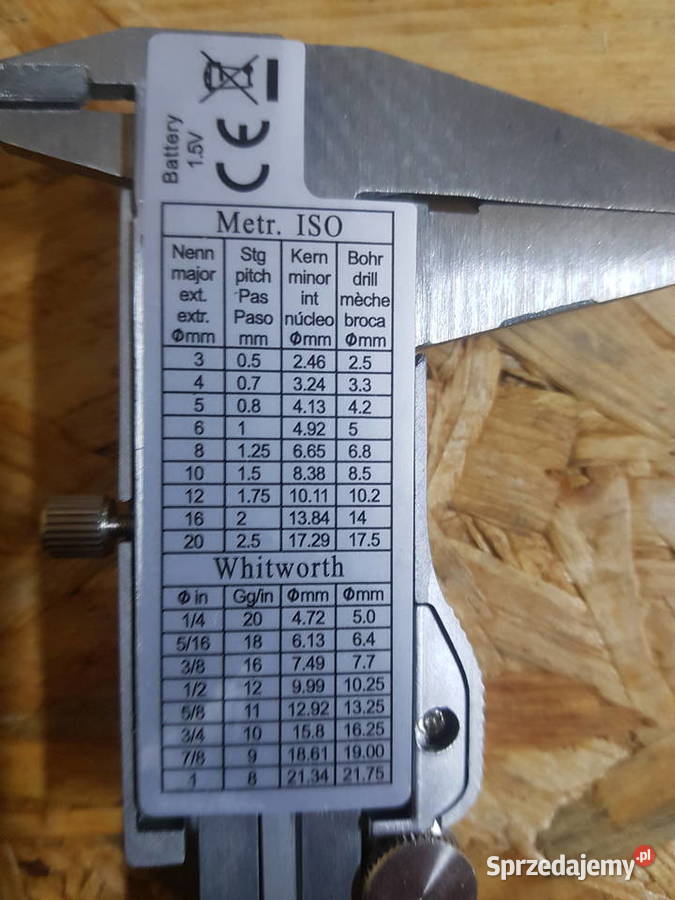 Battery
1.5V
CE
Metr. ISO
Nenn major ext. extr. Φmm | Stg pitch Pas Paso mm | Kern minor int núcleo Φmm | Bohr drill mèche broca Φmm
3 0.5 2.46 2.5
4 0.7 3.24 3.3
5 0.8 4.13 4.2
6 1 4.92 5
8 1.25 6.65 6.8
10 1.5 8.38 8.5
12 1.75 10.11 10.2
16 2 13.84 14
20 2.5 17.29 17.5
Whitworth
Φ in Gg/in Φmm Φmm
1/4 20 4.72 5.0
5/16 18 6.13 6.4
3/8 16 7.49 7.7
1/2 12 9.99 10.25
5/8 11 12.92 13.25
3/4 10 15.8 16.25
7/8 9 18.61 19.00
1 8 21.34 21.75
Sprzedajemy.pl